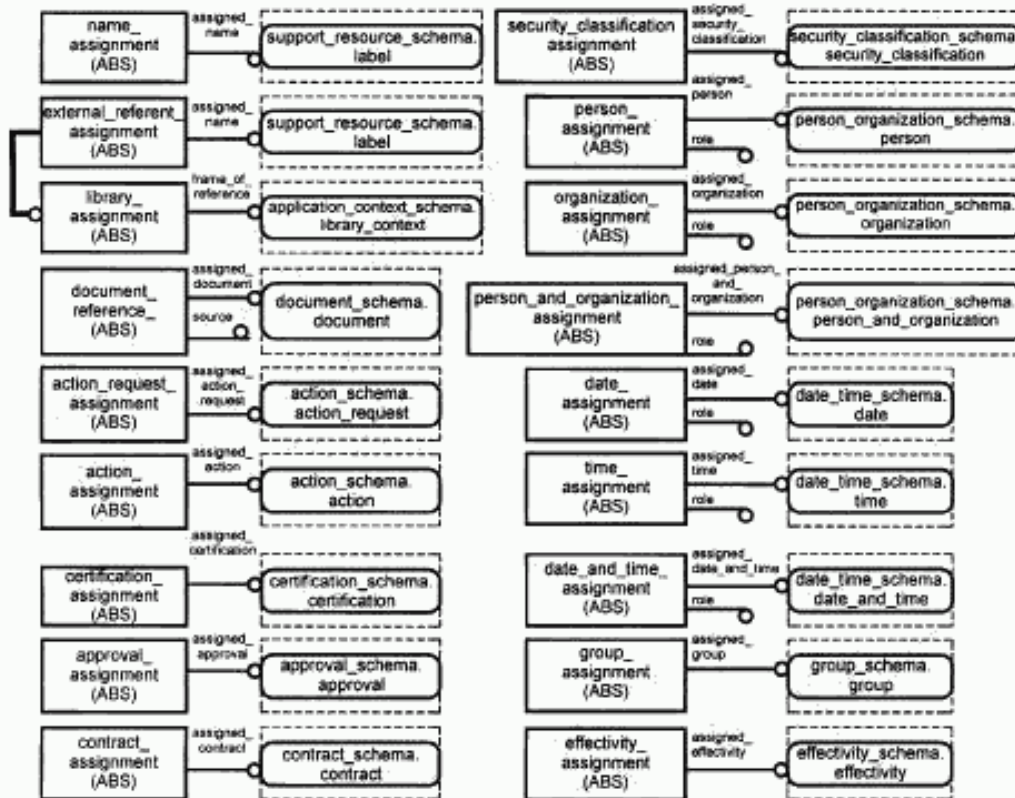 name_
assignment
(ABS)
assigned_
name
support_resource_schema.
label
external_referent_
assignment
(ABS)
assigned_
name
support_resource_schema.
label
library_
assignment
(ABS)
frame_of_
reference
application_context_schema.
library_context
document_
reference_
(ABS)
assigned_
document
source
document_schema.
document
action_request_
assignment
(ABS)
assigned_
action_
request
action_schema.
action_request
action_
assignment
(ABS)
assigned_
action
action_schema.
action
certification_
assignment
(ABS)
assigned_
certification
certification_schema.
certification
approval_
assignment
(ABS)
assigned_
approval
approval_schema.
approval
contract_
assignment
(ABS)
assigned_
contract
contract_schema.
contract
security_classification
assignment
(ABS)
assigned_
security_
classification
security_classification_schema
security_classification
person_
assignment
(ABS)
assigned_
person
role
person_organization_schema.
person
organization_
assignment
(ABS)
assigned_
organization
role
person_organization_schema.
organization
person_and_organization_
assignment
(ABS)
assigned_person_
and_
organization
role
person_organization_schema.
person_and_organization
date_
assignment
(ABS)
assigned_
date
role
date_time_schema.
date
time_
assignment
(ABS)
assigned_
time
role
date_time_schema.
time
date_and_time_
assignment
(ABS)
assigned_
date_and_time
role
date_time_schema.
date_and_time
group_
assignment
(ABS)
assigned_
group
group_schema.
group
effectivity_
assignment
(ABS)
assigned_
effectivity
effectivity_schema.
effectivity